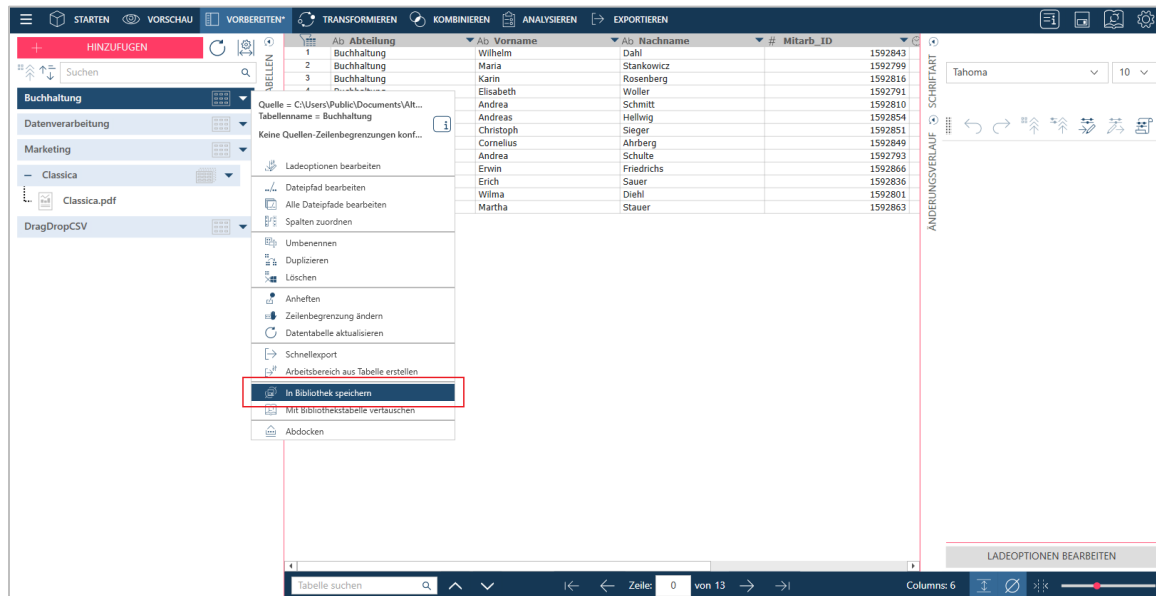 STARTEN VORSCHAU VORBEREITEN* TRANSFORMIEREN KOMBINIEREN ANALYSIEREN EXPORTIEREN
HINZUFÜGEN
Suchen
Buchhaltung
Datenverarbeitung
Marketing
Classica
Classica.pdf
DragDropCSV
Quelle = C:\Users\Public\Documents\Alt...
Tabellenname = Buchhaltung
Keine Quellen-Zeilenbegrenzungen konf...
Ladeoptionen bearbeiten
Dateipfad bearbeiten
Alle Dateipfade bearbeiten
Spalten zuordnen
Umbenennen
Duplizieren
Löschen
Anheften
Zeilenbegrenzung ändern
Datentabelle aktualisieren
Schnellexport
Arbeitsbereich aus Tabelle erstellen
In Bibliothek speichern
Mit Bibliothekstabelle vertauschen
Abdocken
Ab Abteilung Ab Vorname Ab Nachname # Mitarb_ID
1 Buchhaltung Wilhelm Dahl 1592843
2 Buchhaltung Maria Stankowicz 1592799
3 Buchhaltung Karin Rosenberg 1592816
Elisabeth Woller 1592791
Andrea Schmitt 1592810
Andreas Hellwig 1592854
Christoph Sieger 1592851
Cornelius Ahrberg 1592849
Andrea Schulte 1592793
Erwin Friedrichs 1592866
Erich Sauer 1592836
Wilma Diehl 1592801
Martha Stauer 1592863
SCHRIFTART
ÄNDERUNGSVERLAUF
Tahoma 10
LADEOPTIONEN BEARBEITEN
Tabelle suchen Zeile: 0 von 13 Columns: 6